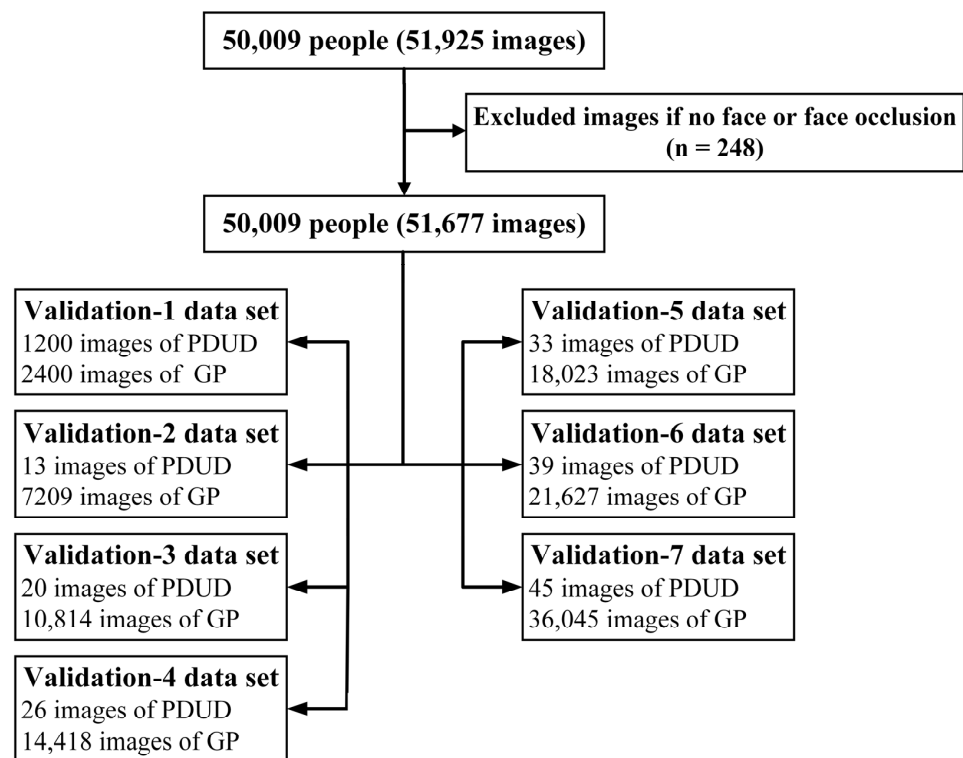 50,009 people (51,925 images)
Excluded images if no face or face occlusion
(n = 248)
50,009 people (51,677 images)
Validation-1 data set
1200 images of PDUD
2400 images of GP
Validation-2 data set
13 images of PDUD
7209 images of GP
Validation-3 data set
20 images of PDUD
10,814 images of GP
Validation-4 data set
26 images of PDUD
14,418 images of GP
Validation-5 data set
33 images of PDUD
18,023 images of GP
Validation-6 data set
39 images of PDUD
21,627 images of GP
Validation-7 data set
45 images of PDUD
36,045 images of GP